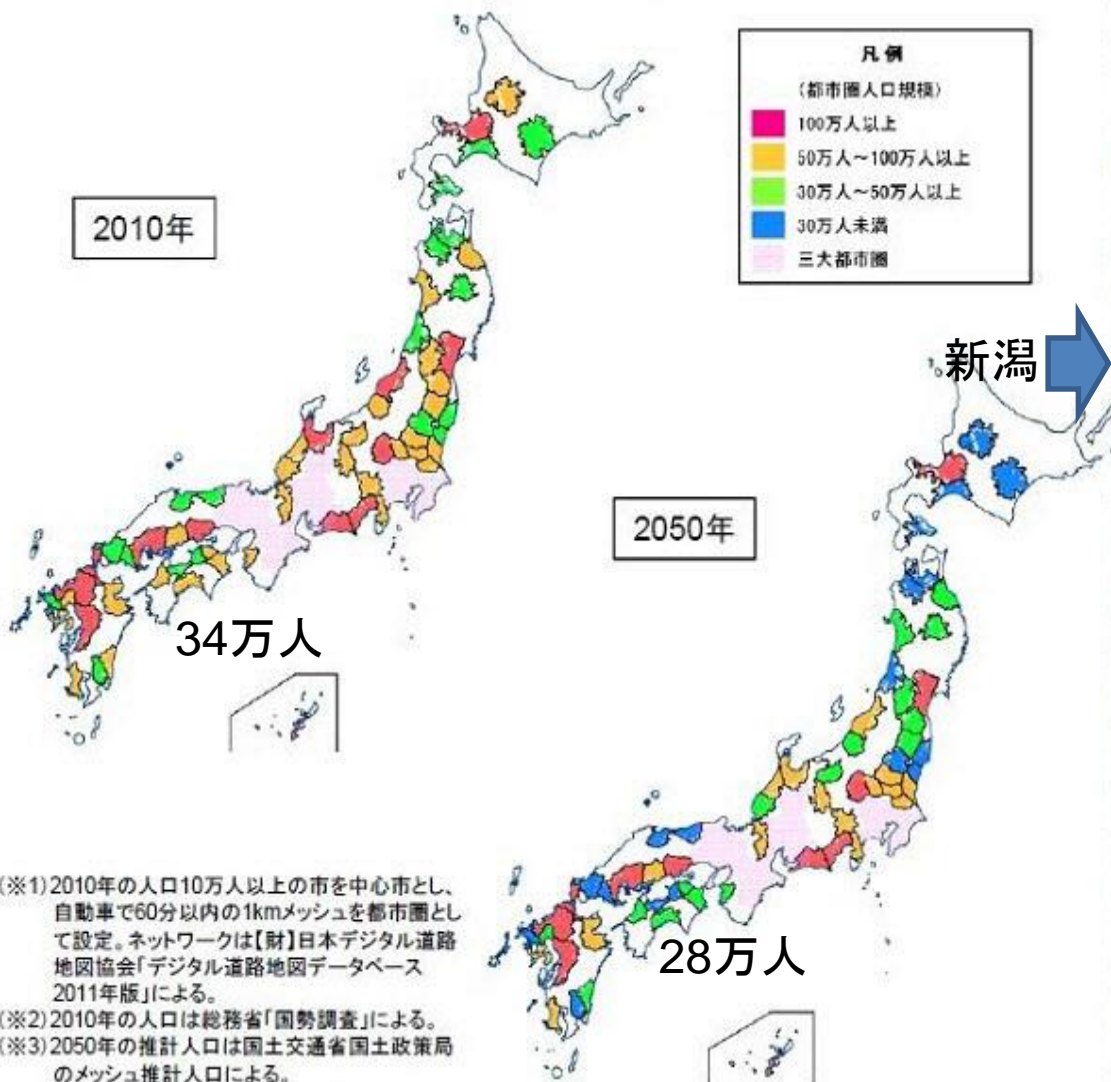 凡例
(都市圏人口規模)
100万人以上
50万人～100万人以上
30万人～50万人以上
30万人未満
三大都市圏
2010年
新潟
2050年
34万人
28万人
(※1)2010年の人口10万人以上の市を中心市とし、
自動車で60分以内の1kmメッシュを都市圏とし
て設定。ネットワークは【財】日本デジタル道路
地図協会「デジタル道路地図データベース
2011年版」による。
(※2)2010年の人口は総務省「国勢調査」による。
(※3)2050年の推計人口は国土交通省国土政策局
のメッシュ推計人口による。